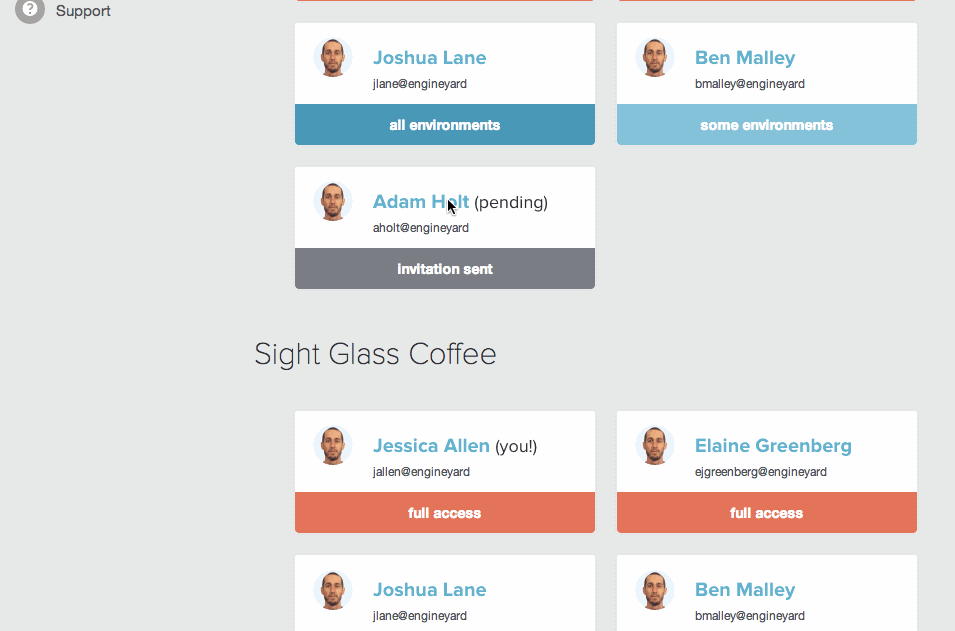 Support
Joshua Lane
jlane@engineyard
all environments
Ben Malley
bmalley@engineyard
some environments
Adam Holt (pending)
aholt@engineyard
invitation sent
Sight Glass Coffee
Jessica Allen (you!)
jallen@engineyard
full access
Elaine Greenberg
ejgreenberg@engineyard
full access
Joshua Lane
jlane@engineyard
Ben Malley
bmalley@engineyard